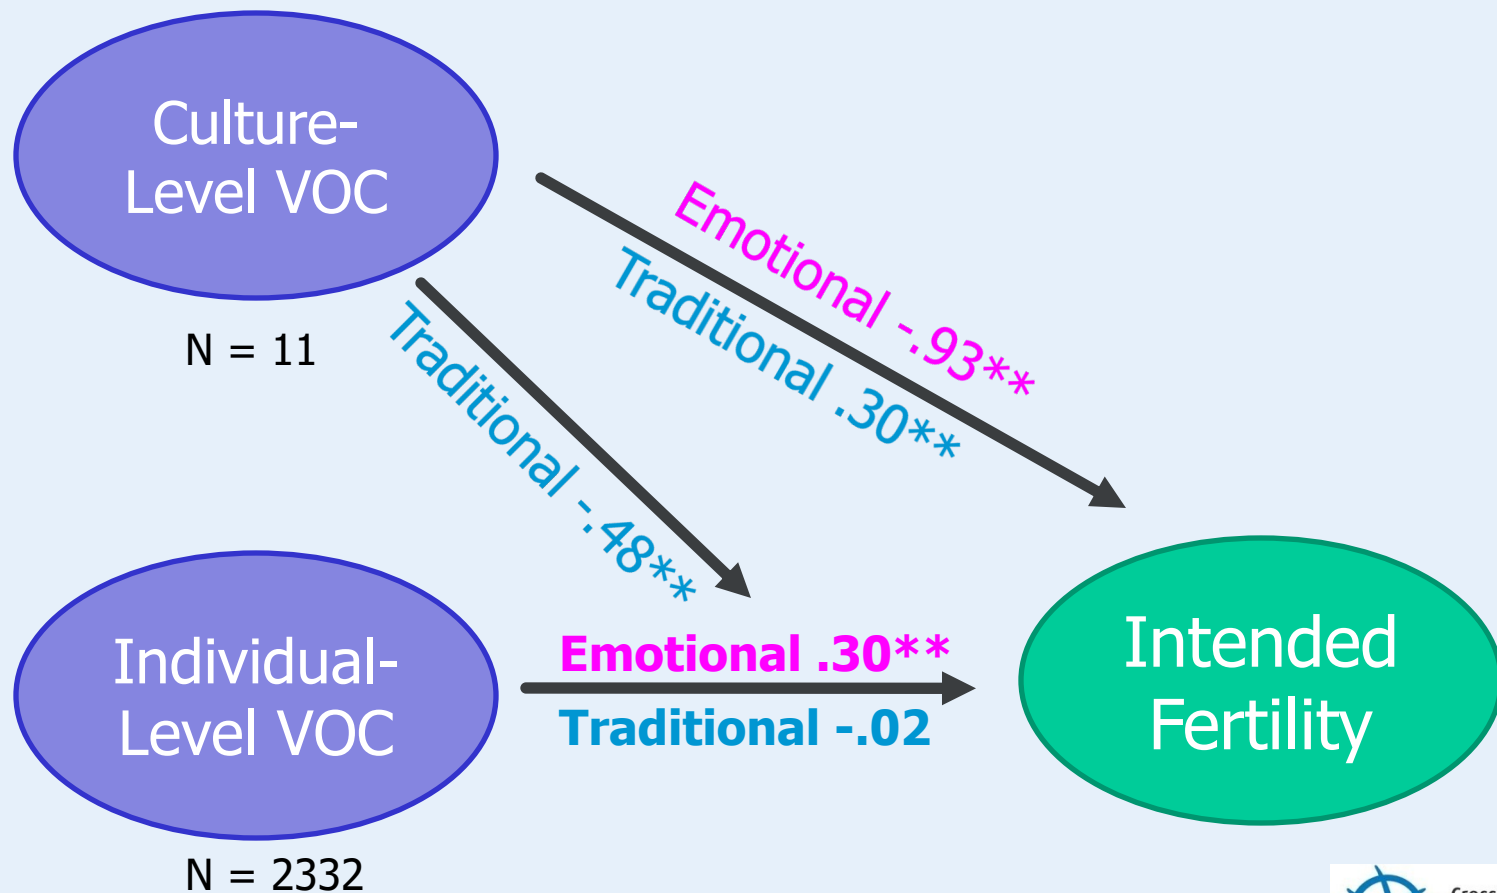 Culture-
Level VOC
N = 11
Emotional -.93**
Traditional .30**
Traditional -.48**
Individual-
Level VOC
Emotional .30**
Traditional -.02
Intended
Fertility
N = 2332